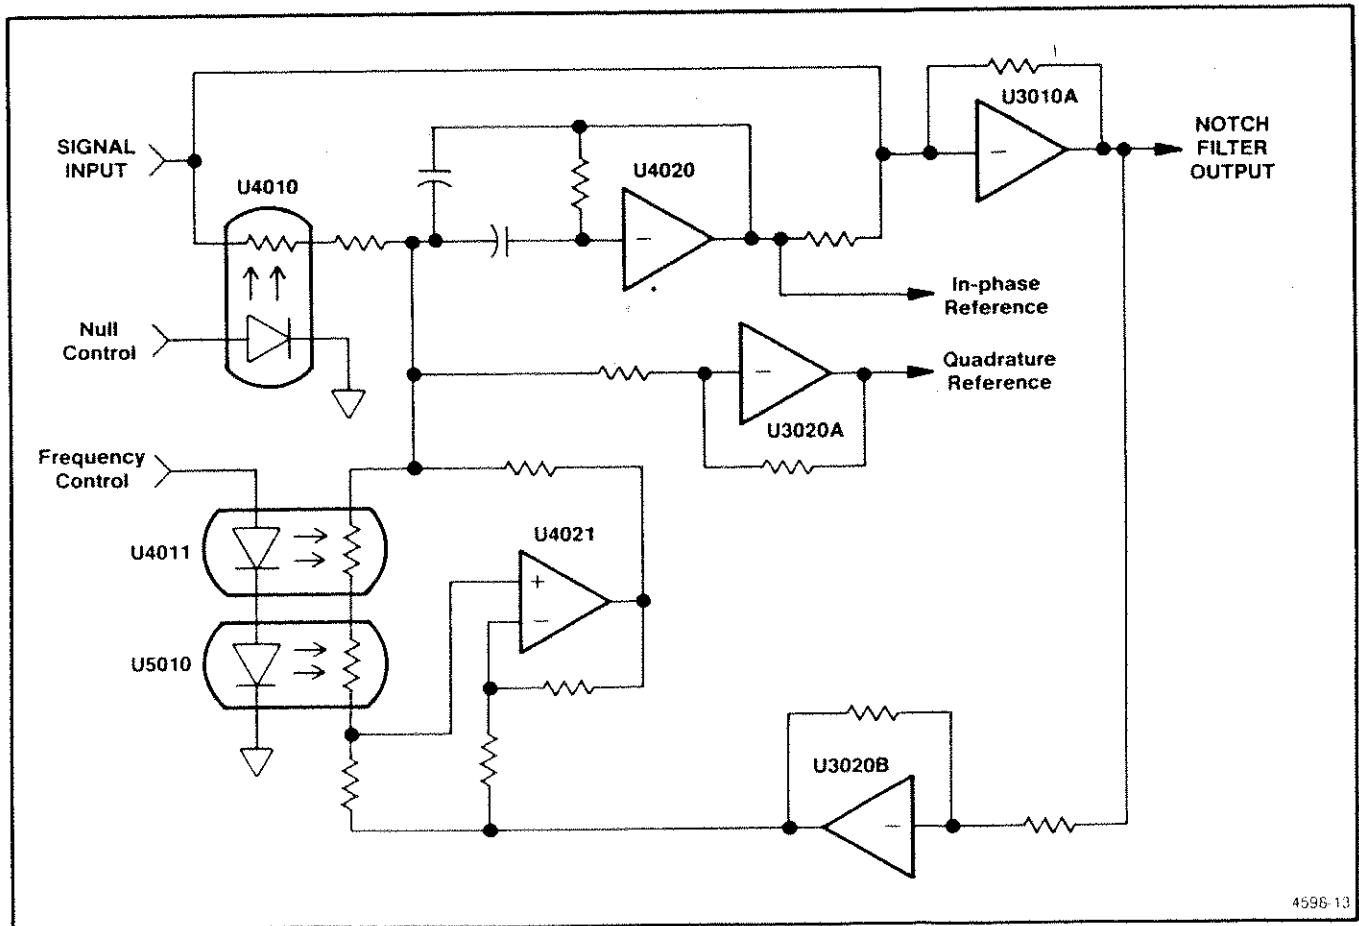 U3010A
NOTCH
FILTER
OUTPUT
SIGNAL
INPUT
U4010
U4020
−
−
In-phase
Reference
Null
Control
−
Quadrature
Reference
U3020A
Frequency
Control
U4011
U4021
+
−
U5010
U3020B
−
4598-13